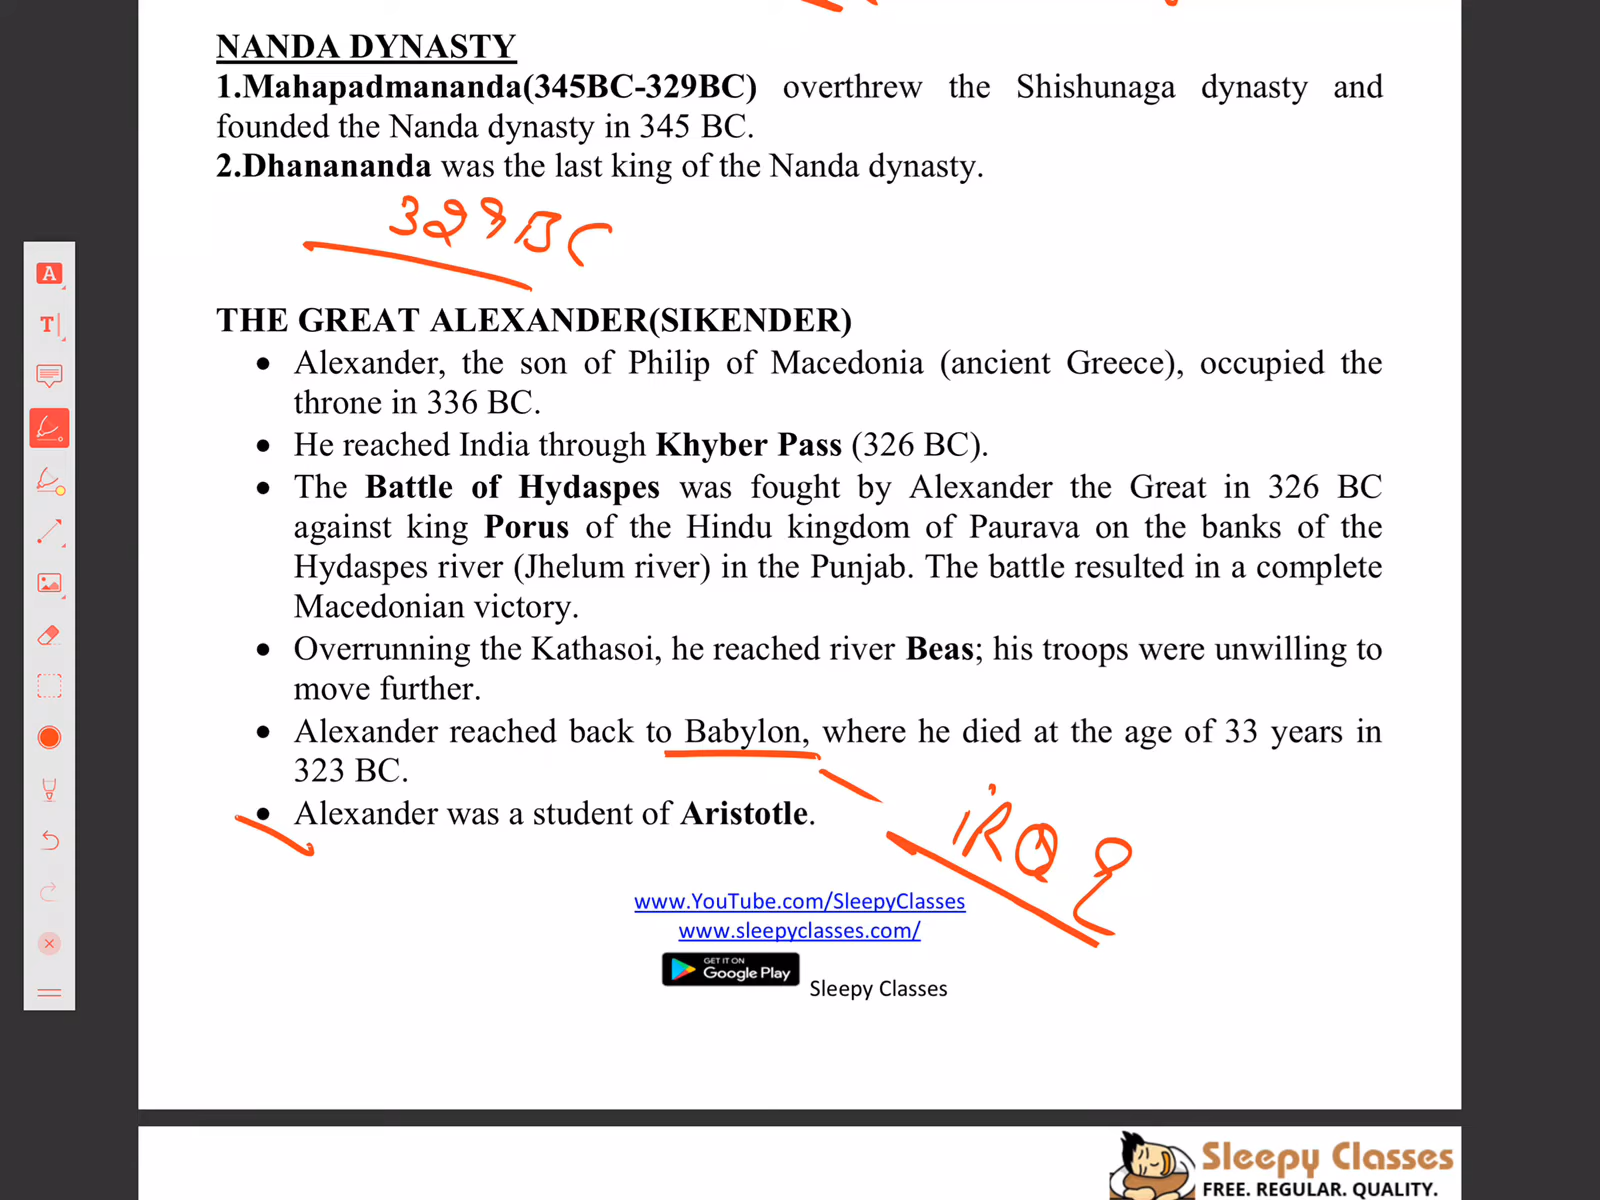 NANDA DYNASTY
1.Mahapadmananda(345BC-329BC) overthrew the Shishunaga dynasty and
founded the Nanda dynasty in 345 BC.
2.Dhanananda was the last king of the Nanda dynasty.
329 BC
THE GREAT ALEXANDER(SIKENDER)
• Alexander, the son of Philip of Macedonia (ancient Greece), occupied the
throne in 336 BC.
• He reached India through Khyber Pass (326 BC).
• The Battle of Hydaspes was fought by Alexander the Great in 326 BC
against king Porus of the Hindu kingdom of Paurava on the banks of the
Hydaspes river (Jhelum river) in the Punjab. The battle resulted in a complete
Macedonian victory.
• Overrunning the Kathasoi, he reached river Beas; his troops were unwilling to
move further.
• Alexander reached back to Babylon, where he died at the age of 33 years in
323 BC.
• Alexander was a student of Aristotle.
iRaq
www.YouTube.com/SleepyClasses
www.sleepyclasses.com/
GET IT ON
Google Play
Sleepy Classes
Sleepy Classes
FREE. REGULAR. QUALITY.